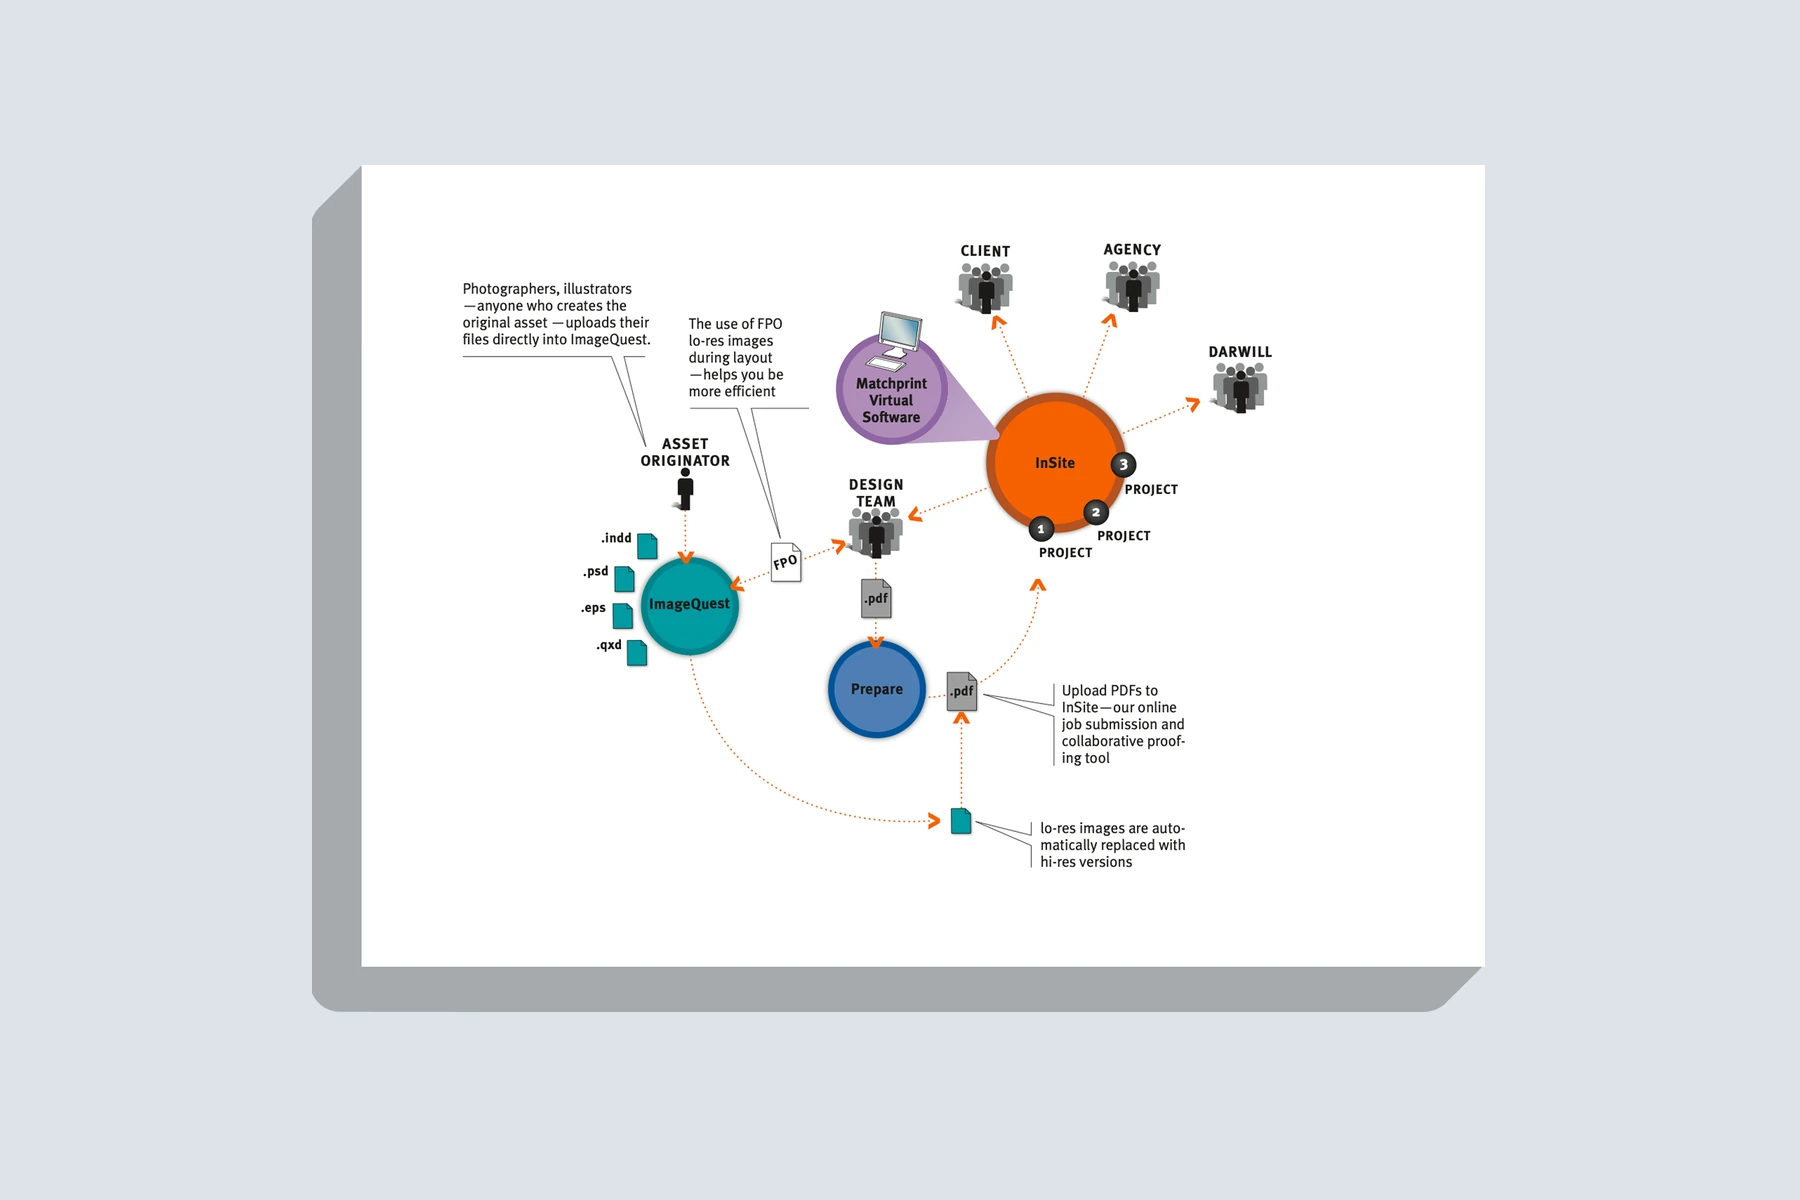 CLIENT
AGENCY
Photographers, illustrators
—anyone who creates the
original asset —uploads their
files directly into ImageQuest.
The use of FPO
lo-res images
during layout
—helps you be
more efficient
DARWILL
Matchprint
Virtual
Software
ASSET
ORIGINATOR
InSite
3
PROJECT
2
PROJECT
1
PROJECT
DESIGN
TEAM
.indd
.psd
.eps
.qxd
ImageQuest
FPO
.pdf
Prepare
.pdf
Upload PDFs to
InSite—our online
job submission and
collaborative proof-
ing tool
lo-res images are auto-
matically replaced with
hi-res versions